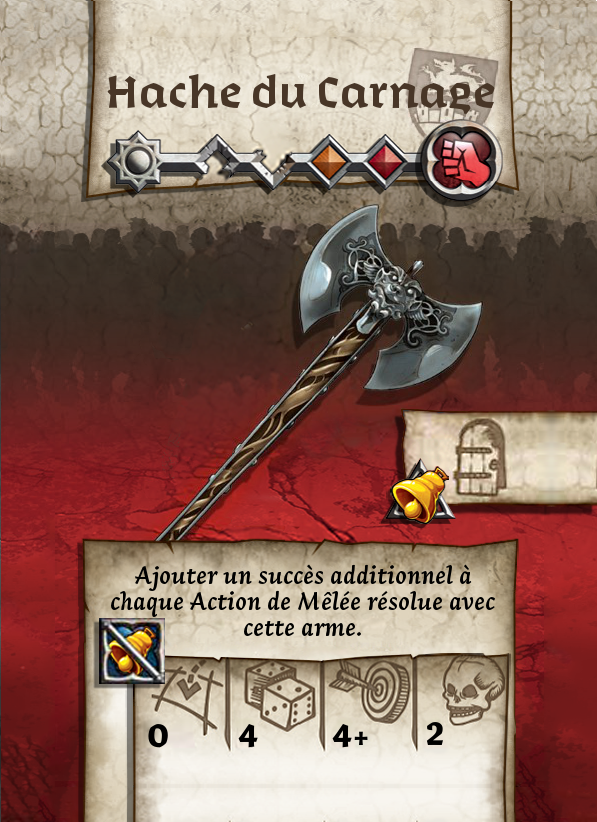 Hache du Carnage
Ajouter un succès additionnel à
chaque Action de Mêlée résolue avec
cette arme.
0 4 4+ 2